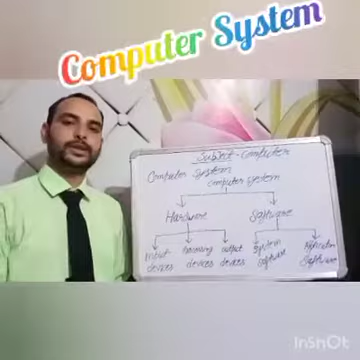 Computer System
Subject - Computer
Computer System
Computer System
Hardware Software
Input Processing output System Application
devices devices devices Software Software
InShOt